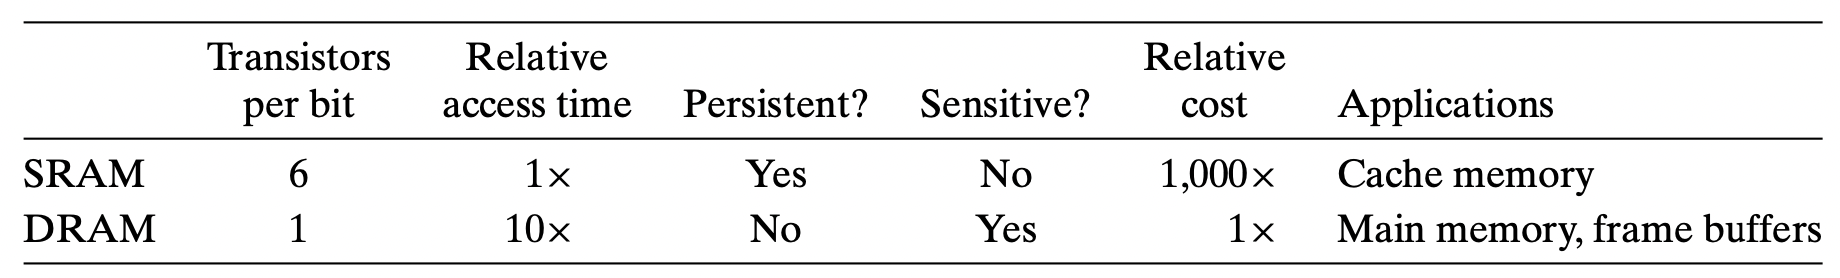 Transistors Relative Relative
per bit access time Persistent? Sensitive? cost Applications
SRAM 6 1× Yes No 1,000× Cache memory
DRAM 1 10× No Yes 1× Main memory, frame buffers